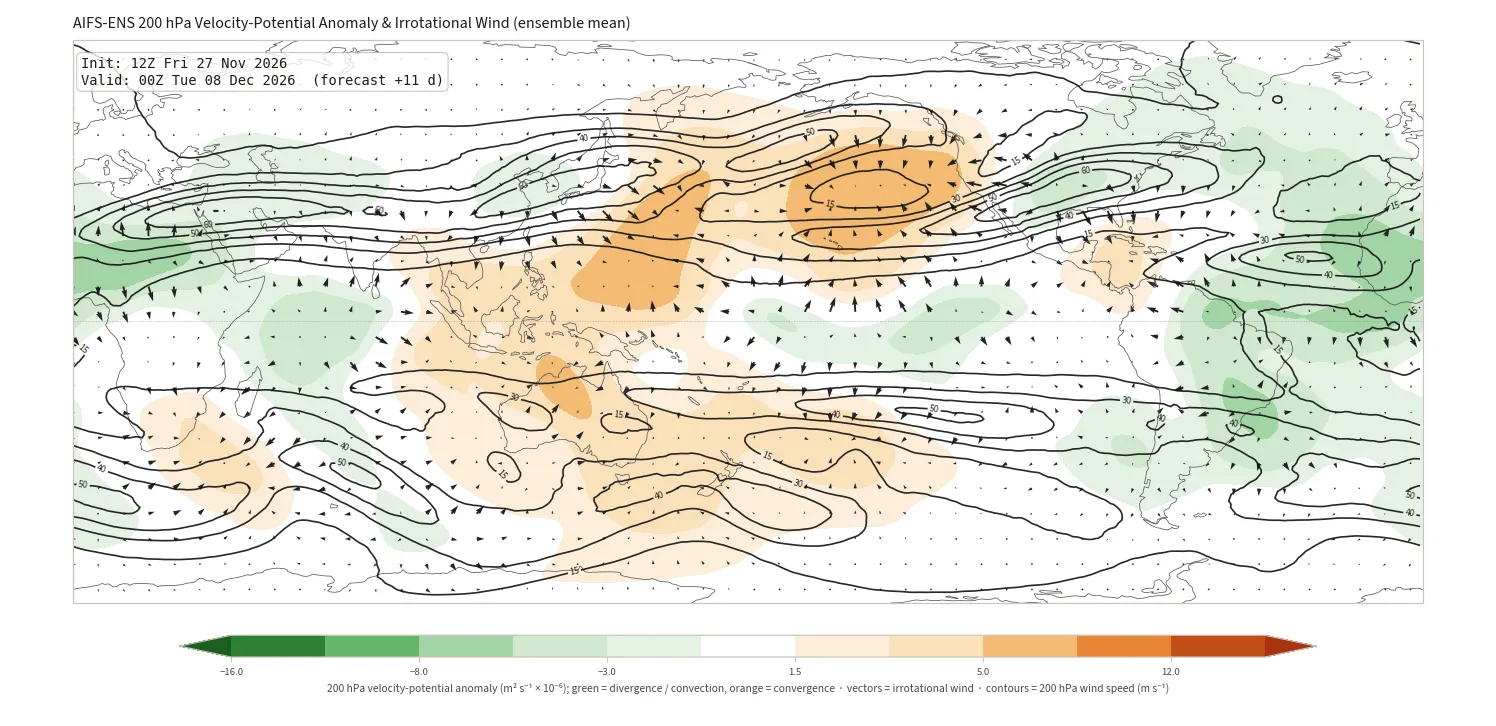 AIFS-ENS 200 hPa Velocity-Potential Anomaly & Irrotational Wind (ensemble mean)
Init: 12Z Fri 27 Nov 2026
Valid: 00Z Tue 08 Dec 2026 (forecast +11 d)
−16.0 −8.0 −3.0 1.5 5.0 12.0
200 hPa velocity-potential anomaly (m² s⁻¹ × 10⁻⁶); green = divergence / convection, orange = convergence · vectors = irrotational wind · contours = 200 hPa wind speed (m s⁻¹)